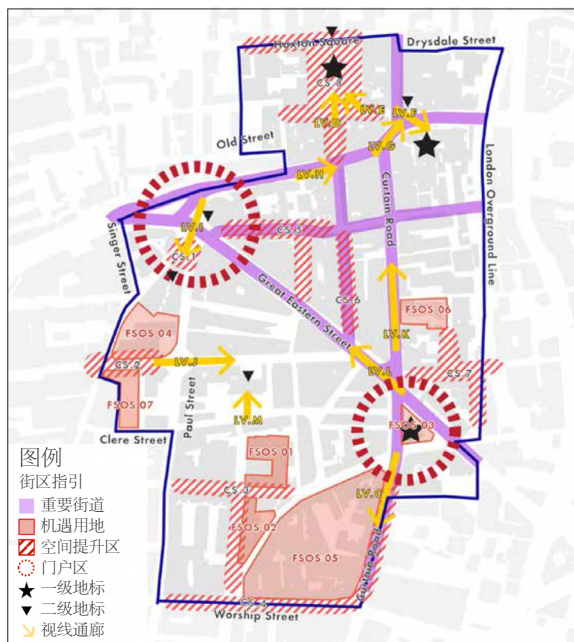 Hoxton Square
Drysdale Street
CS.8
LV.E
LV.D
LV.F
LV.G
Old Street
LV.H
Curtain Road
London Overground Line
Singer Street
LV.I
CS.5
CS.1
Great Eastern Street
CS.6
FSOS 04
FSOS 06
LV.K
CS.2
LV.J
LV.L
CS.7
FSOS 07
Paul Street
LV.M
FSOS 03
Clere Street
FSOS 01
CS.3
LV.C
FSOS 02
FSOS 05
Curtain Road
CS.4
Worship Street
图例
街区指引
重要街道
机遇用地
空间提升区
门户区
一级地标
二级地标
视线通廊